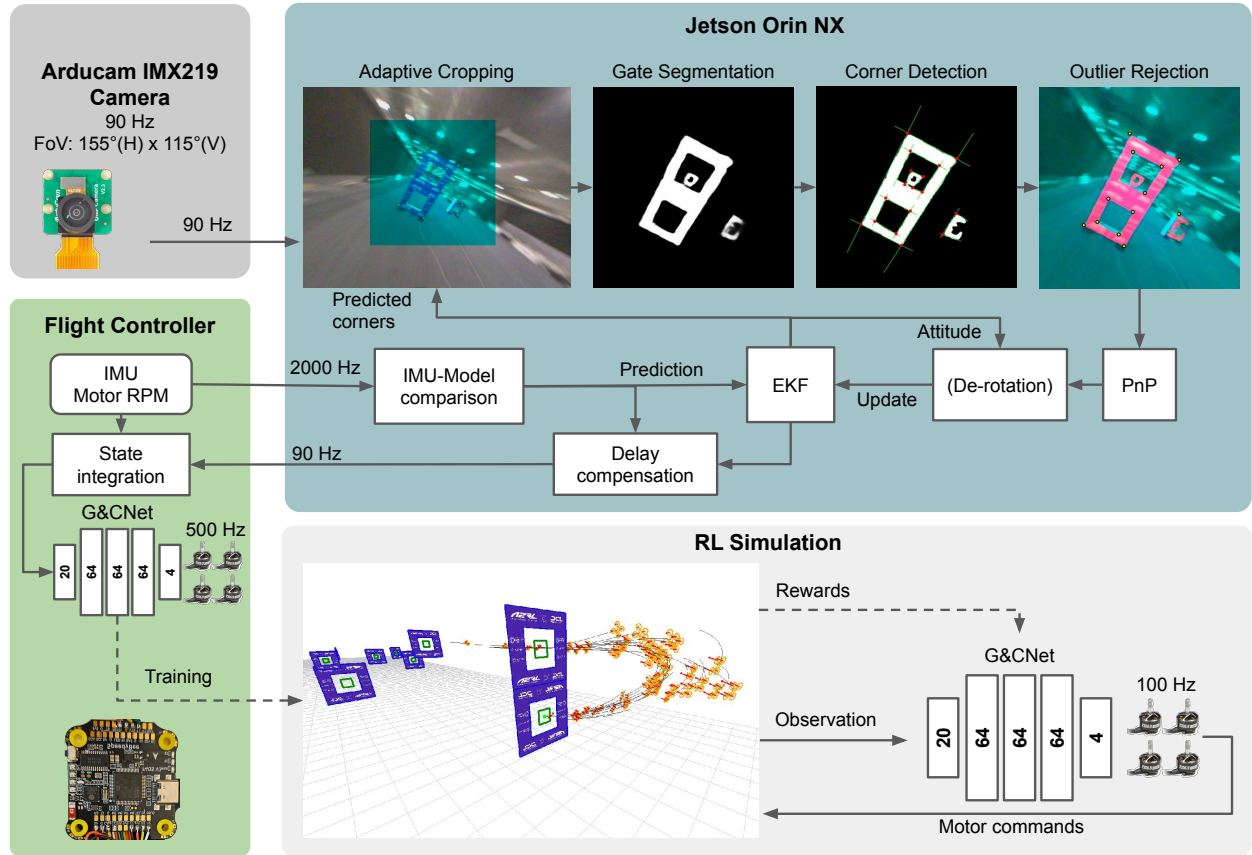 Jetson Orin NX
Arducam IMX219
Camera
90 Hz
FoV: 155°(H) x 115°(V)
90 Hz
Adaptive Cropping
Gate Segmentation
Corner Detection
Outlier Rejection
Predicted
corners
Attitude
Flight Controller
IMU
Motor RPM
2000 Hz
IMU-Model
comparison
Prediction
EKF
Update
(De-rotation)
PnP
State
integration
90 Hz
Delay
compensation
G&CNet
500 Hz
20
64
64
64
4
Training
RL Simulation
Rewards
G&CNet
100 Hz
Observation
20
64
64
64
4
Motor commands